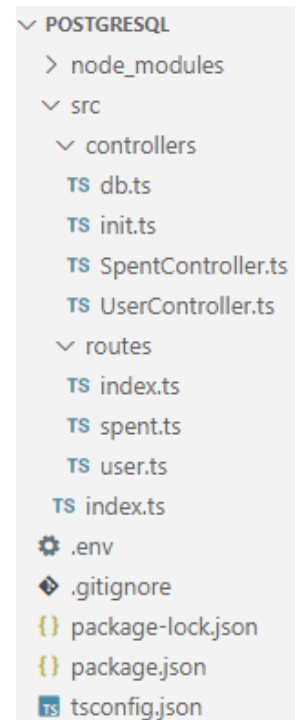 POSTGRESQL
node_modules
src
controllers
TS db.ts
TS init.ts
TS SpentController.ts
TS UserController.ts
routes
TS index.ts
TS spent.ts
TS user.ts
TS index.ts
.env
.gitignore
{} package-lock.json
{} package.json
TS tsconfig.json